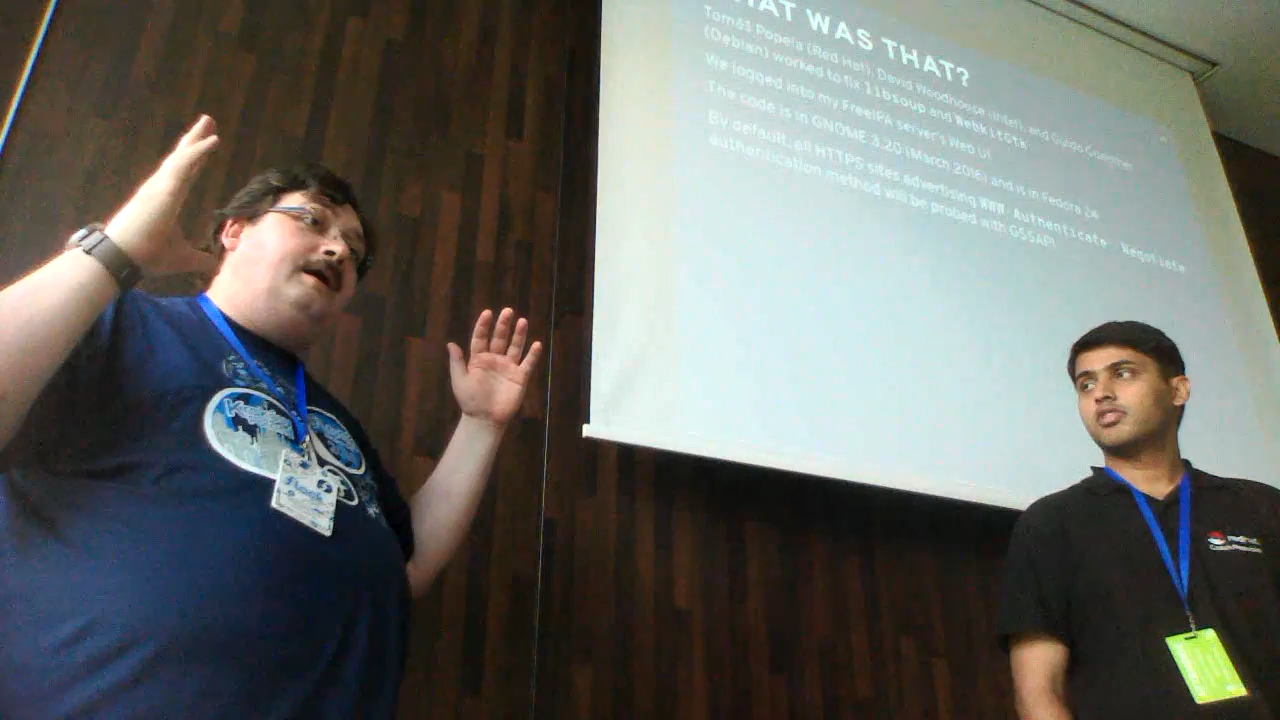 WHAT WAS THAT?
Tomáš Popela (Red Hat), David Woodhouse (Intel), and Guido Guenther
(Debian) worked to fix libsoup and WebkitGtk
We logged into my FreeIPA server's Web UI
The code is in GNOME 3.20 (March 2016) and is in Fedora 24
By default, all HTTPS sites advertising WWW-Authenticate: Negotiate
authentication method will be probed with GSSAPI
flock
redhat